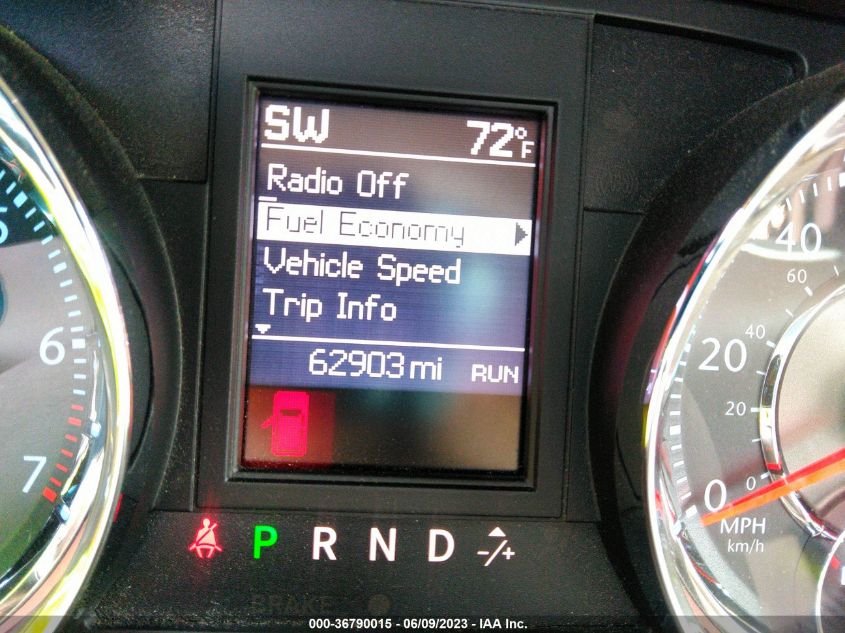 SW 72°F
Radio Off
Fuel Economy
Vehicle Speed
Trip Info
62903 mi RUN
6
7
40
60
20
40
20
0
0
MPH
km/h
P R N D -/+
BRAKE
000-36790015 - 06/09/2023 - IAA Inc.